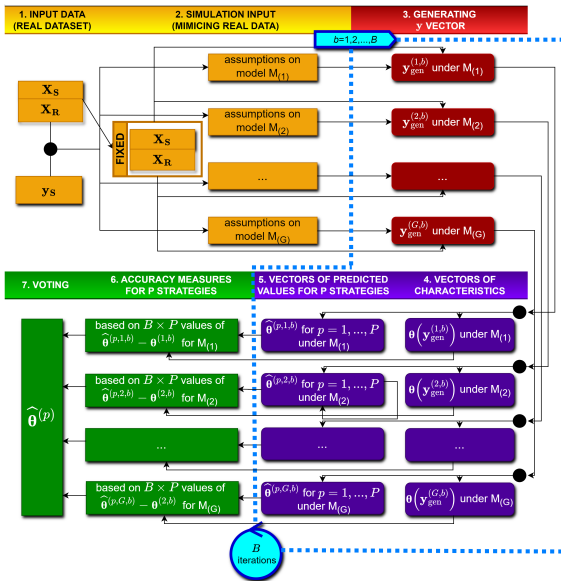 1. INPUT DATA
(REAL DATASET)
2. SIMULATION INPUT
(MIMICING REAL DATA)
3. GENERATING
y VECTOR
b=1,2,...,B
X_S
X_R
y_S
FIXED
X_S
X_R
assumptions on
model M_(1)
assumptions on
model M_(2)
...
assumptions on
model M_(G)
y_gen^(1,b) under M_(1)
y_gen^(2,b) under M_(2)
...
y_gen^(G,b) under M_(G)
7. VOTING
6. ACCURACY MEASURES
FOR P STRATEGIES
5. VECTORS OF PREDICTED
VALUES FOR P STRATEGIES
4. VECTORS OF
CHARACTERISTICS
θ̂^(p)
based on B × P values of
θ̂^(p,1,b) − θ^(1,b) for M_(1)
based on B × P values of
θ̂^(p,2,b) − θ^(2,b) for M_(2)
...
based on B × P values of
θ̂^(p,G,b) − θ^(2,b) for M_(G)
θ̂^(p,1,b) for p = 1, ..., P
under M_(1)
θ̂^(p,2,b) for p = 1, ..., P
under M_(2)
...
θ̂^(p,G,b) for p = 1, ..., P
under M_(G)
θ(y_gen^(1,b)) under M_(1)
θ(y_gen^(2,b)) under M_(2)
...
θ(y_gen^(G,b)) under M_(G)
B
iterations